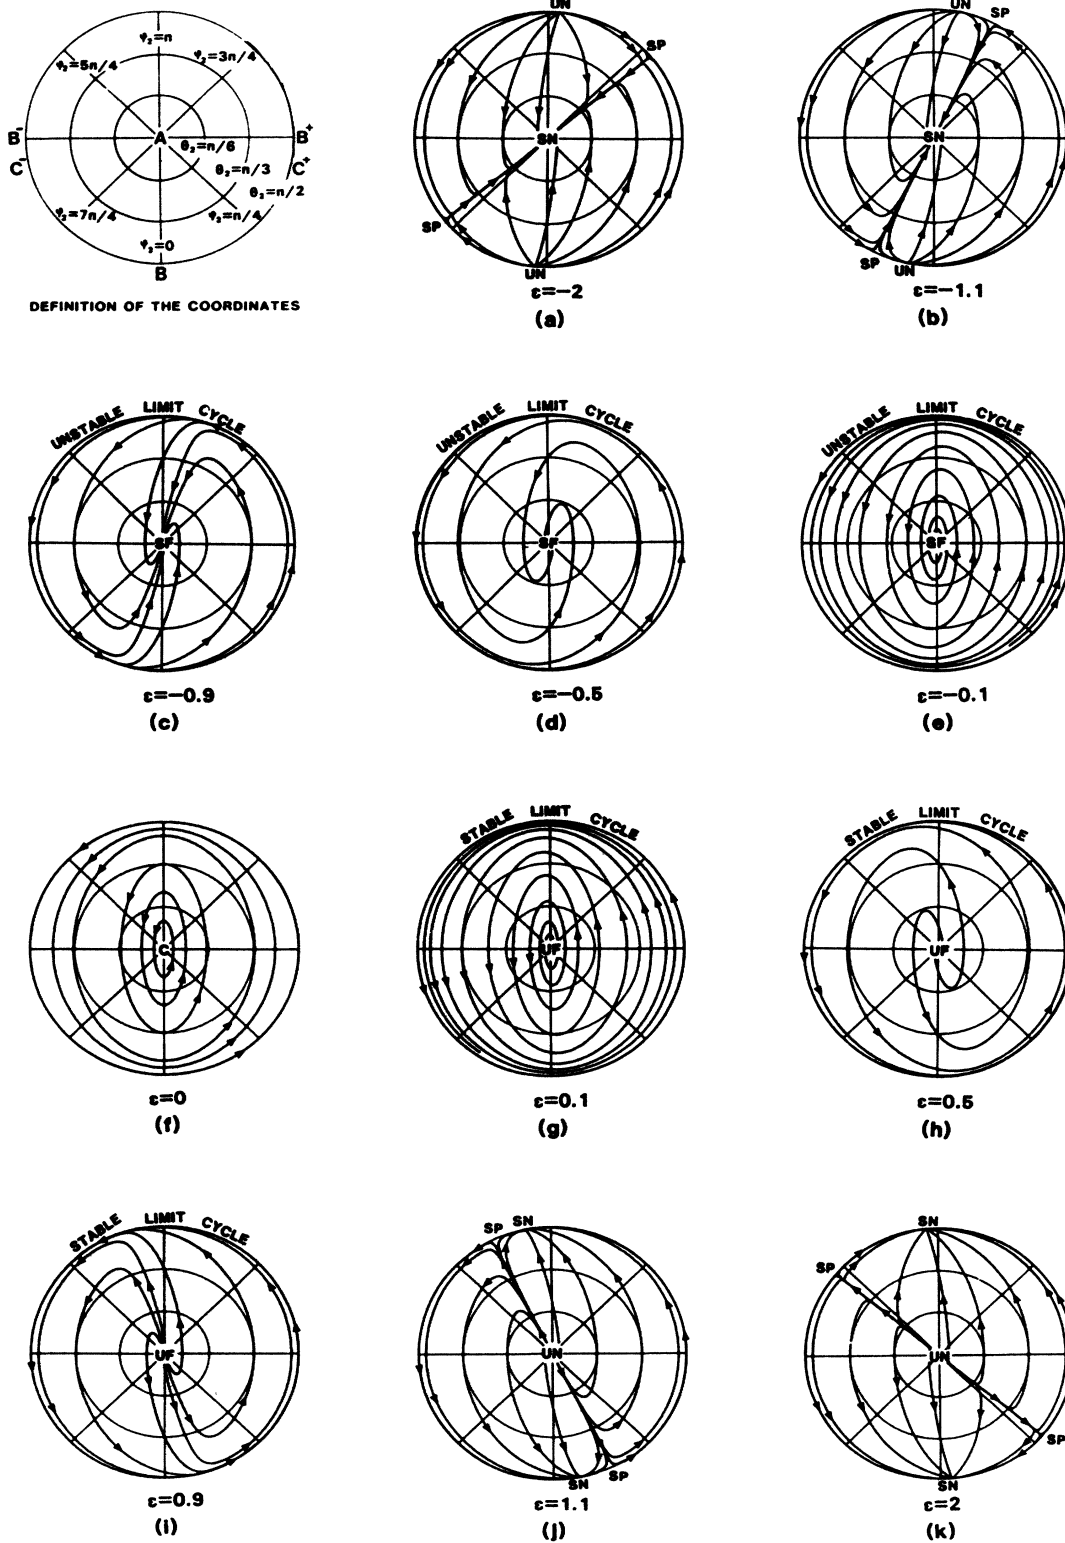 φ₂=n
φ₂=5n/4
φ₂=3n/4
B⁻
A
B⁺
C⁻
θ₂=n/6
C⁺
θ₂=n/3
θ₂=n/2
φ₂=7n/4
φ₂=n/4
φ₂=0
B
DEFINITION OF THE COORDINATES
UN
SP
SN
SP
UN
ε=−2
(a)
UN
SP
SN
SP
UN
ε=−1.1
(b)
UNSTABLE LIMIT CYCLE
SF
ε=−0.9
(c)
UNSTABLE LIMIT CYCLE
SF
ε=−0.5
(d)
UNSTABLE LIMIT CYCLE
SF
ε=−0.1
(e)
C
ε=0
(f)
STABLE LIMIT CYCLE
UF
ε=0.1
(g)
STABLE LIMIT CYCLE
UF
ε=0.5
(h)
STABLE LIMIT CYCLE
UF
ε=0.9
(i)
SP SN
UN
SN SP
ε=1.1
(j)
SN
SP
UN
SP
SN
ε=2
(k)